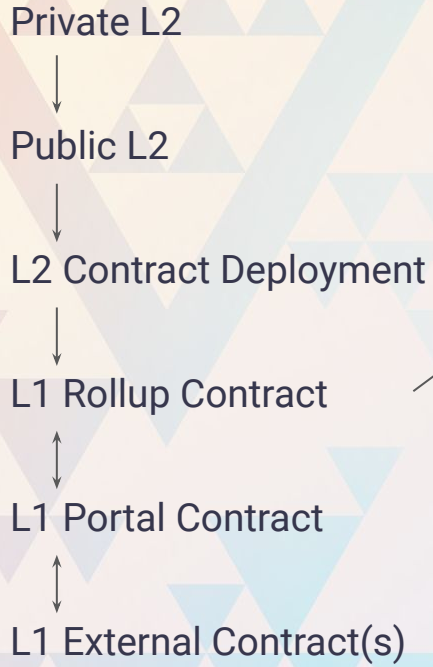 Private L2
Public L2
L2 Contract Deployment
L1 Rollup Contract
L1 Portal Contract
L1 External Contract(s)